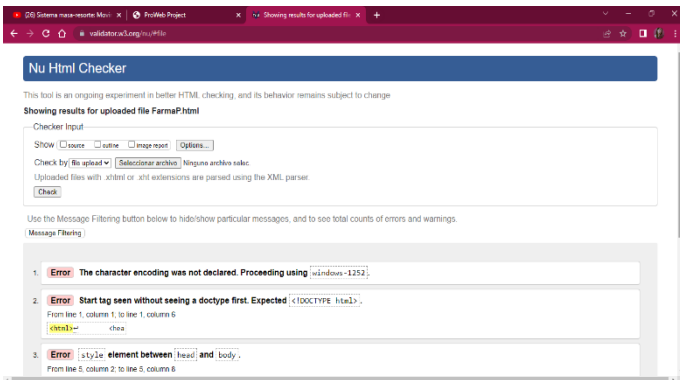 (26) Sistema masa-resorte: Movi
ProWeb Project
Showing results for uploaded fil
validator.w3.org/nu/#file
Nu Html Checker
This tool is an ongoing experiment in better HTML checking, and its behavior remains subject to change
Showing results for uploaded file FarmaP.html
Checker Input
Show source outline image report Options...
Check by file upload Seleccionar archivo Ninguno archivo selec.
Uploaded files with .xhtml or .xht extensions are parsed using the XML parser.
Check
Use the Message Filtering button below to hide/show particular messages, and to see total counts of errors and warnings.
Message Filtering
1. Error The character encoding was not declared. Proceeding using windows-1252.
2. Error Start tag seen without seeing a doctype first. Expected <!DOCTYPE html>.
From line 1, column 1; to line 1, column 6
<html>↩ <hea
3. Error style element between head and body.
From line 5, column 2; to line 5, column 8